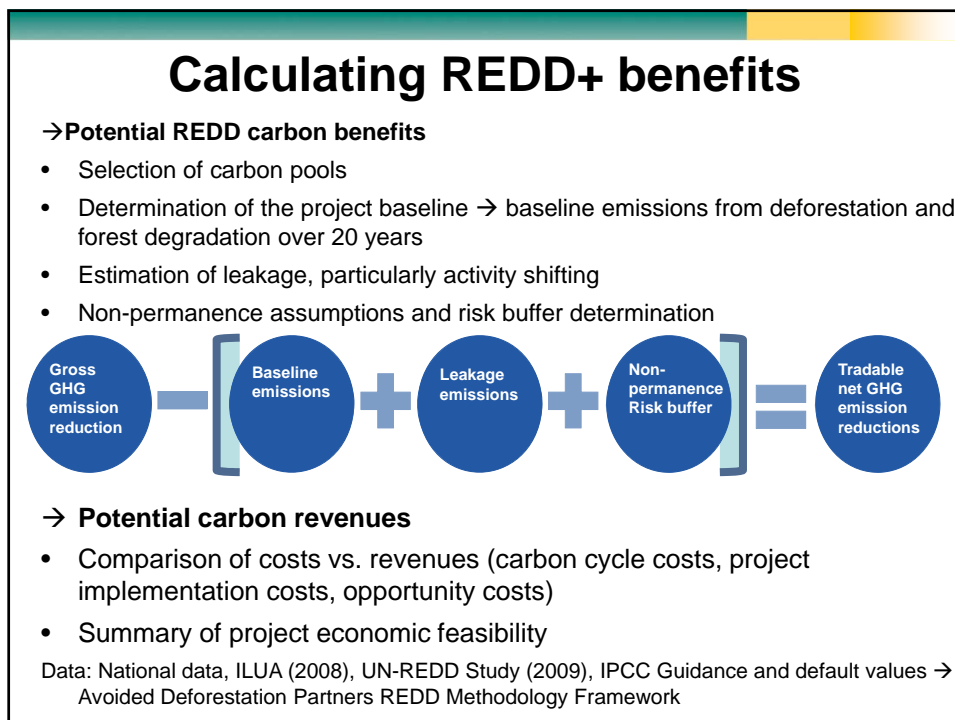 Calculating REDD+ benefits
→Potential REDD carbon benefits
• Selection of carbon pools
• Determination of the project baseline → baseline emissions from deforestation and
forest degradation over 20 years
• Estimation of leakage, particularly activity shifting
• Non-permanence assumptions and risk buffer determination
Gross
GHG
emission
reduction
Baseline
emissions
Leakage
emissions
Non-
permanence
Risk buffer
Tradable
net GHG
emission
reductions
→ Potential carbon revenues
• Comparison of costs vs. revenues (carbon cycle costs, project
implementation costs, opportunity costs)
• Summary of project economic feasibility
Data: National data, ILUA (2008), UN-REDD Study (2009), IPCC Guidance and default values →
Avoided Deforestation Partners REDD Methodology Framework